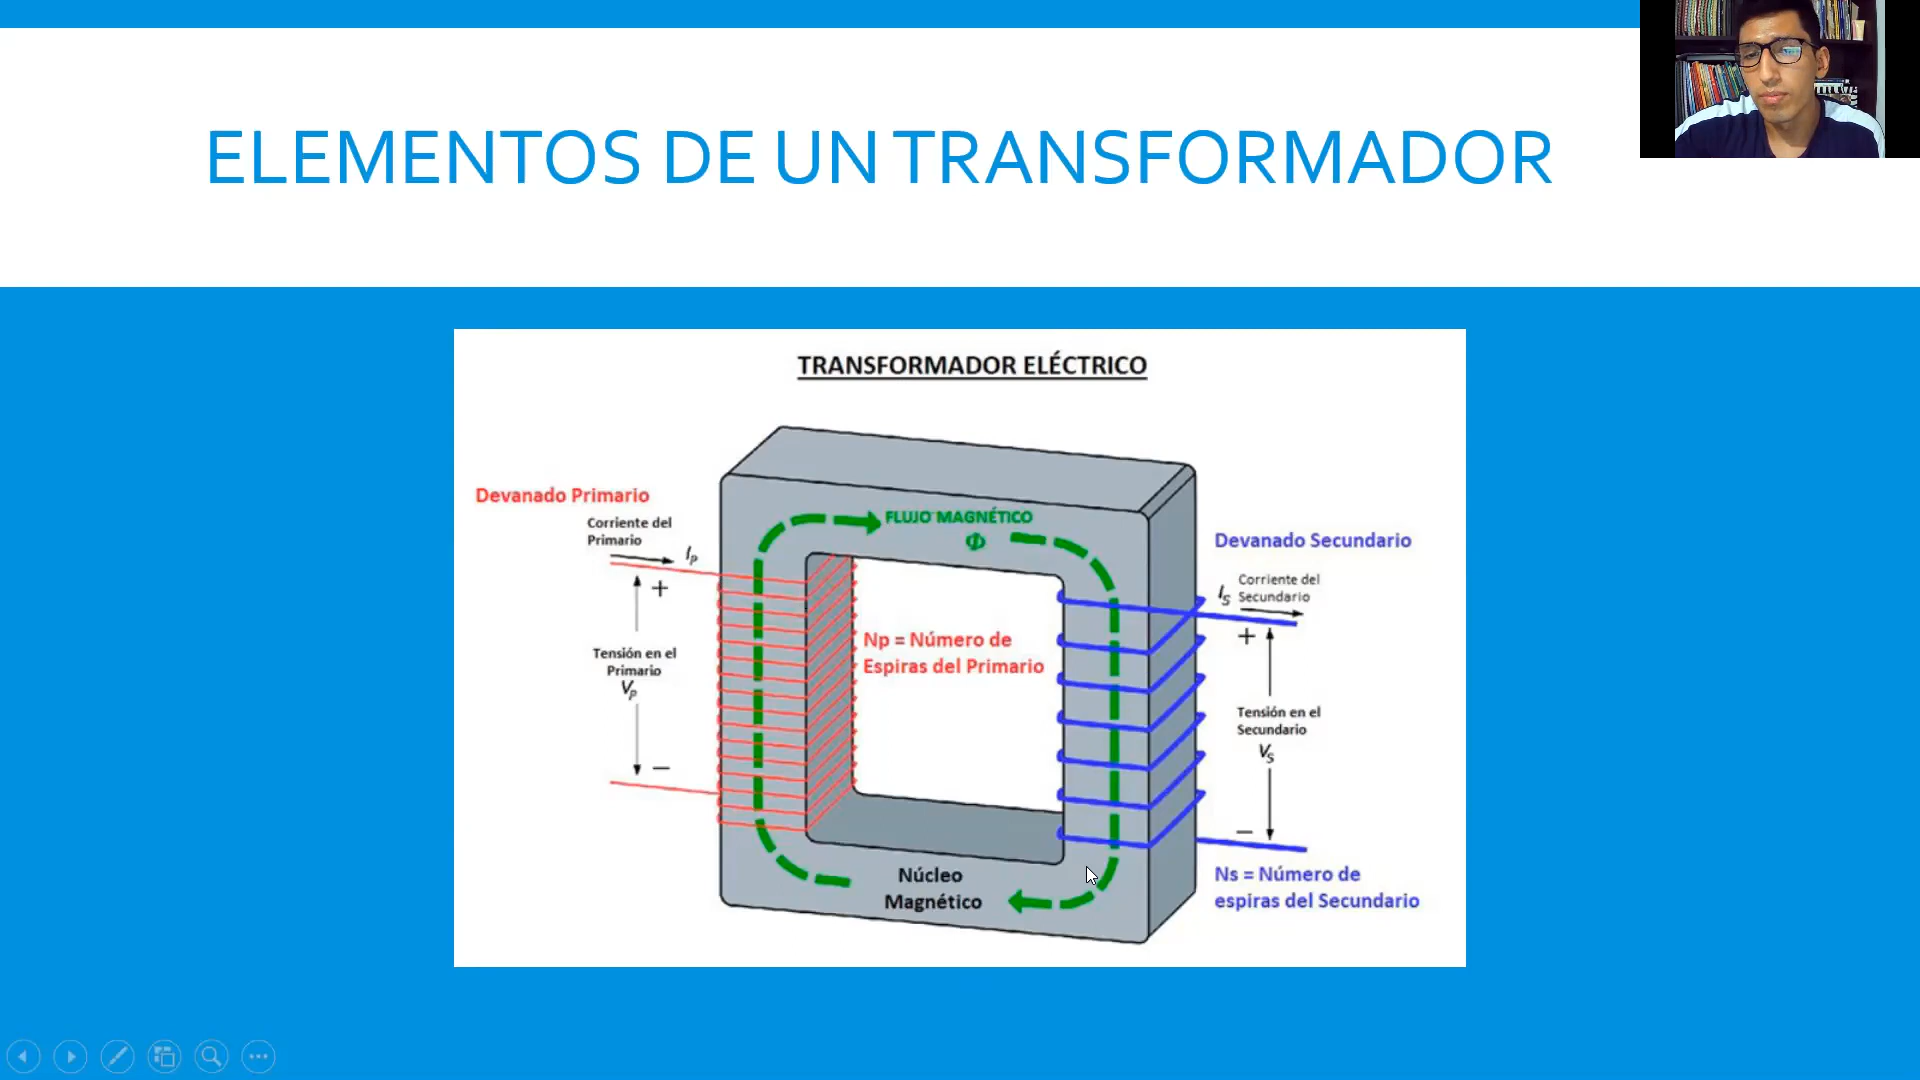 ELEMENTOS DE UN TRANSFORMADOR
TRANSFORMADOR ELÉCTRICO
Devanado Primario
Corriente del
Primario
IP
+
Tensión en el
Primario
VP
−
FLUJO MAGNÉTICO
Φ
Np = Número de
Espiras del Primario
Núcleo
Magnético
Devanado Secundario
IS
Corriente del
Secundario
+
Tensión en el
Secundario
VS
−
Ns = Número de
espiras del Secundario